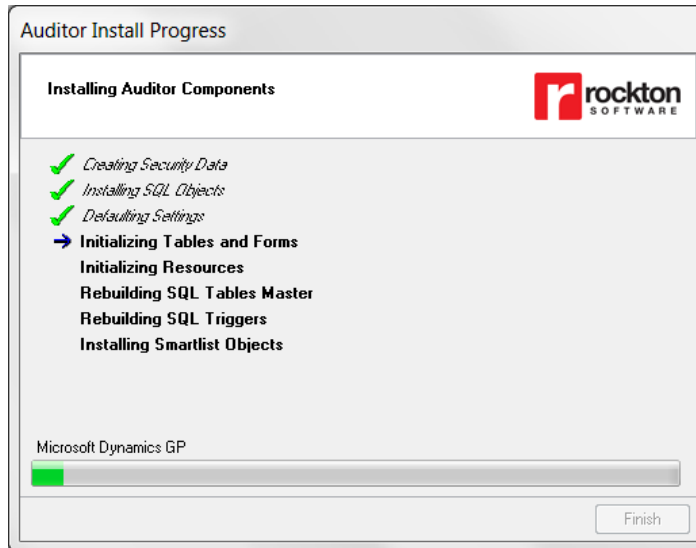 Auditor Install Progress
Installing Auditor Components
rockton
SOFTWARE
Creating Security Data
Installing SQL Objects
Defaulting Settings
Initializing Tables and Forms
Initializing Resources
Rebuilding SQL Tables Master
Rebuilding SQL Triggers
Installing Smartlist Objects
Microsoft Dynamics GP
Finish